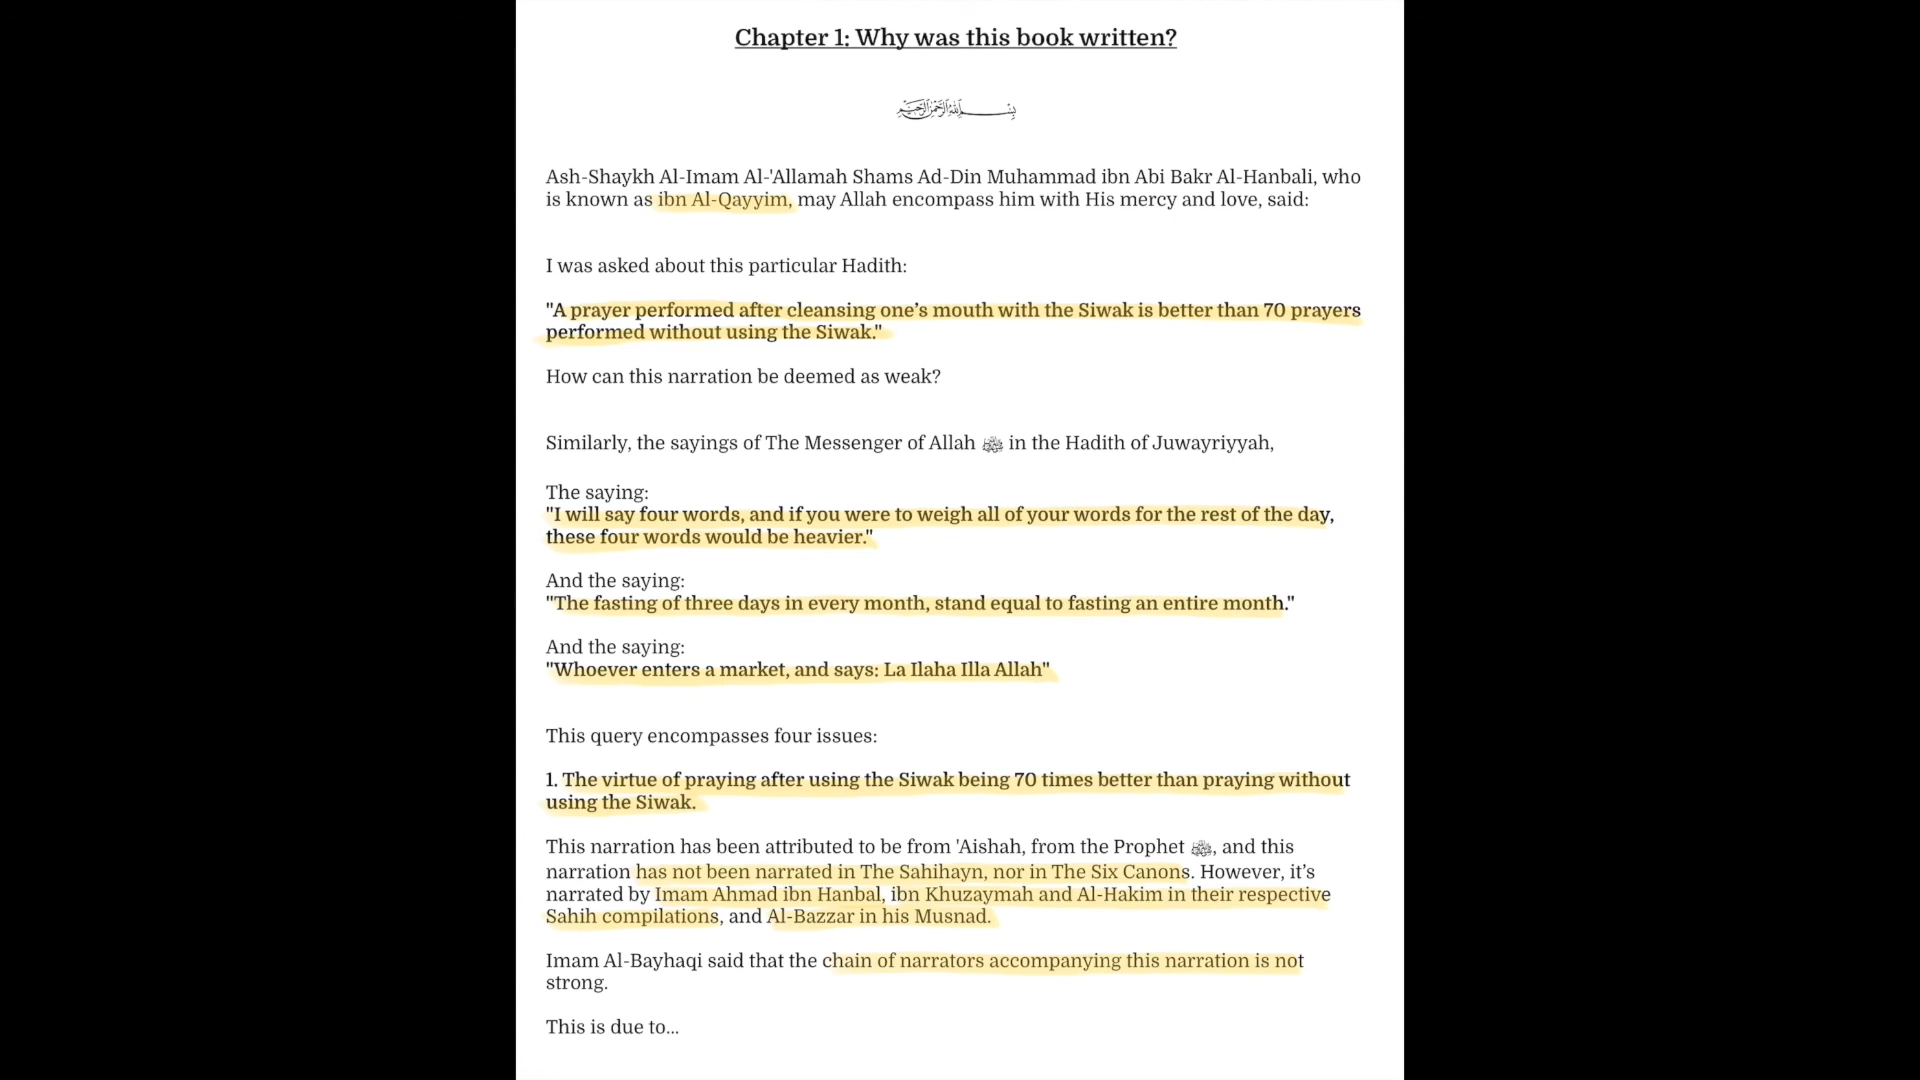 Chapter 1: Why was this book written?
بسم الله الرحمن الرحيم
Ash-Shaykh Al-Imam Al-'Allamah Shams Ad-Din Muhammad ibn Abi Bakr Al-Hanbali, who
is known as ibn Al-Qayyim, may Allah encompass him with His mercy and love, said:
I was asked about this particular Hadith:
"A prayer performed after cleansing one’s mouth with the Siwak is better than 70 prayers
performed without using the Siwak."
How can this narration be deemed as weak?
Similarly, the sayings of The Messenger of Allah ﷺ in the Hadith of Juwayriyyah,
The saying:
"I will say four words, and if you were to weigh all of your words for the rest of the day,
these four words would be heavier."
And the saying:
"The fasting of three days in every month, stand equal to fasting an entire month."
And the saying:
"Whoever enters a market, and says: La Ilaha Illa Allah"
This query encompasses four issues:
1. The virtue of praying after using the Siwak being 70 times better than praying without
using the Siwak.
This narration has been attributed to be from 'Aishah, from the Prophet ﷺ, and this
narration has not been narrated in The Sahihayn, nor in The Six Canons. However, it’s
narrated by Imam Ahmad ibn Hanbal, ibn Khuzaymah and Al-Hakim in their respective
Sahih compilations, and Al-Bazzar in his Musnad.
Imam Al-Bayhaqi said that the chain of narrators accompanying this narration is not
strong.
This is due to...